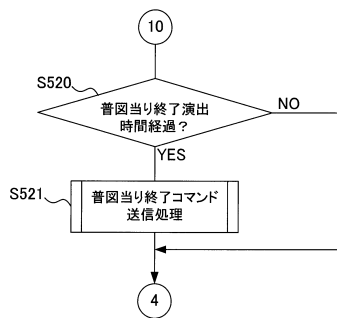 10
S520
普図当り終了演出
時間経過？
NO
YES
S521
普図当り終了コマンド
送信処理
4